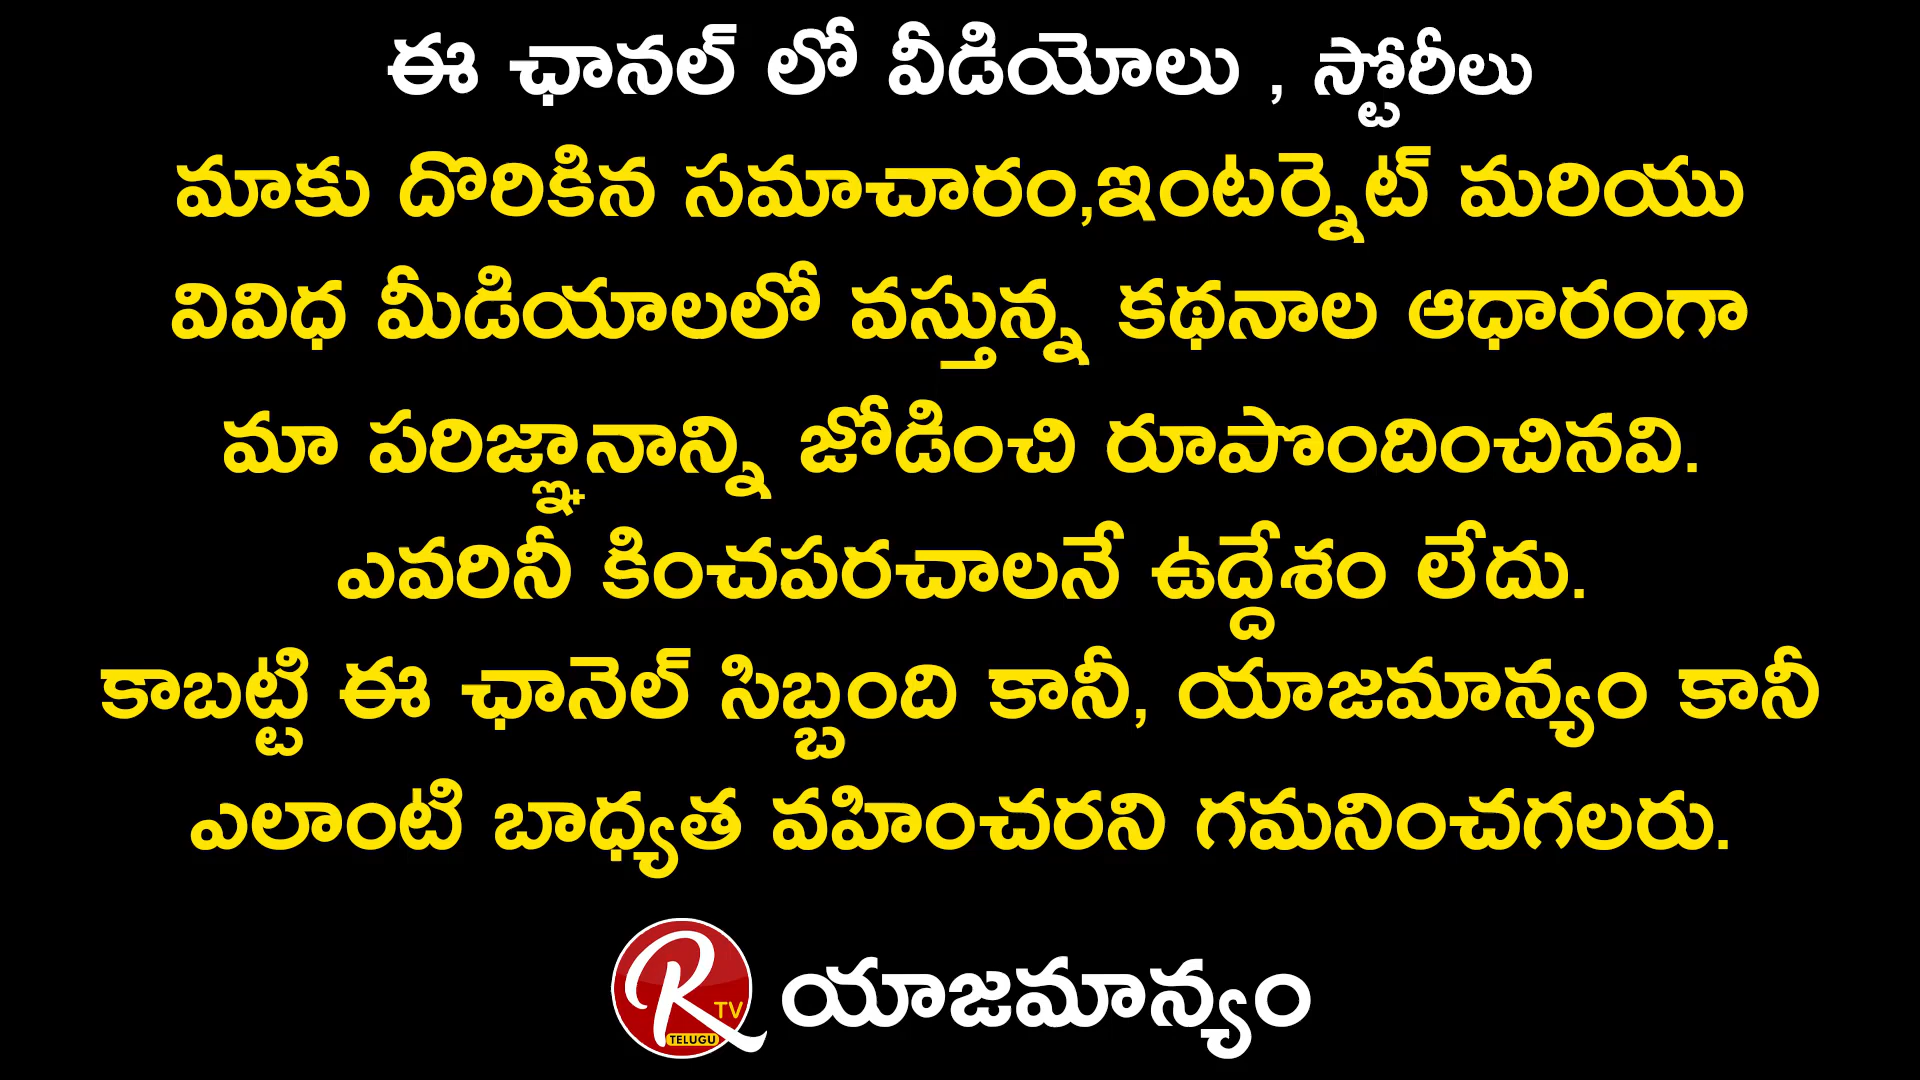 ఈ ఛానల్ లో వీడియోలు , స్టోరీలు
మాకు దొరికిన సమాచారం,ఇంటర్నెట్ మరియు
వివిధ మీడియాలలో వస్తున్న కథనాల ఆధారంగా
మా పరిజ్ఞానాన్ని జోడించి రూపొందించినవి.
ఎవరినీ కించపరచాలనే ఉద్దేశం లేదు.
కాబట్టి ఈ ఛానెల్ సిబ్బంది కానీ, యాజమాన్యం కానీ
ఎలాంటి బాధ్యత వహించరని గమనించగలరు.
R TV TELUGU యాజమాన్యం